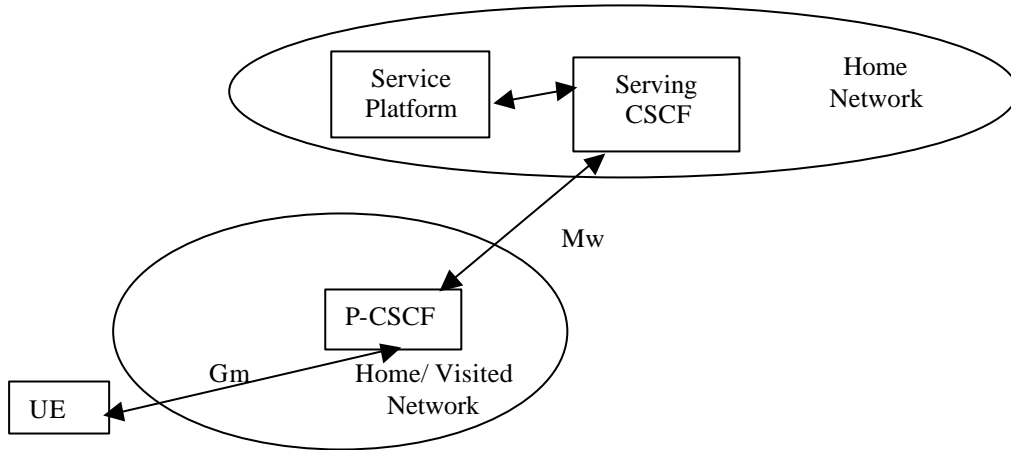 Service
Platform
Serving
CSCF
Home
Network
Mw
P-CSCF
Gm
Home/ Visited
Network
UE